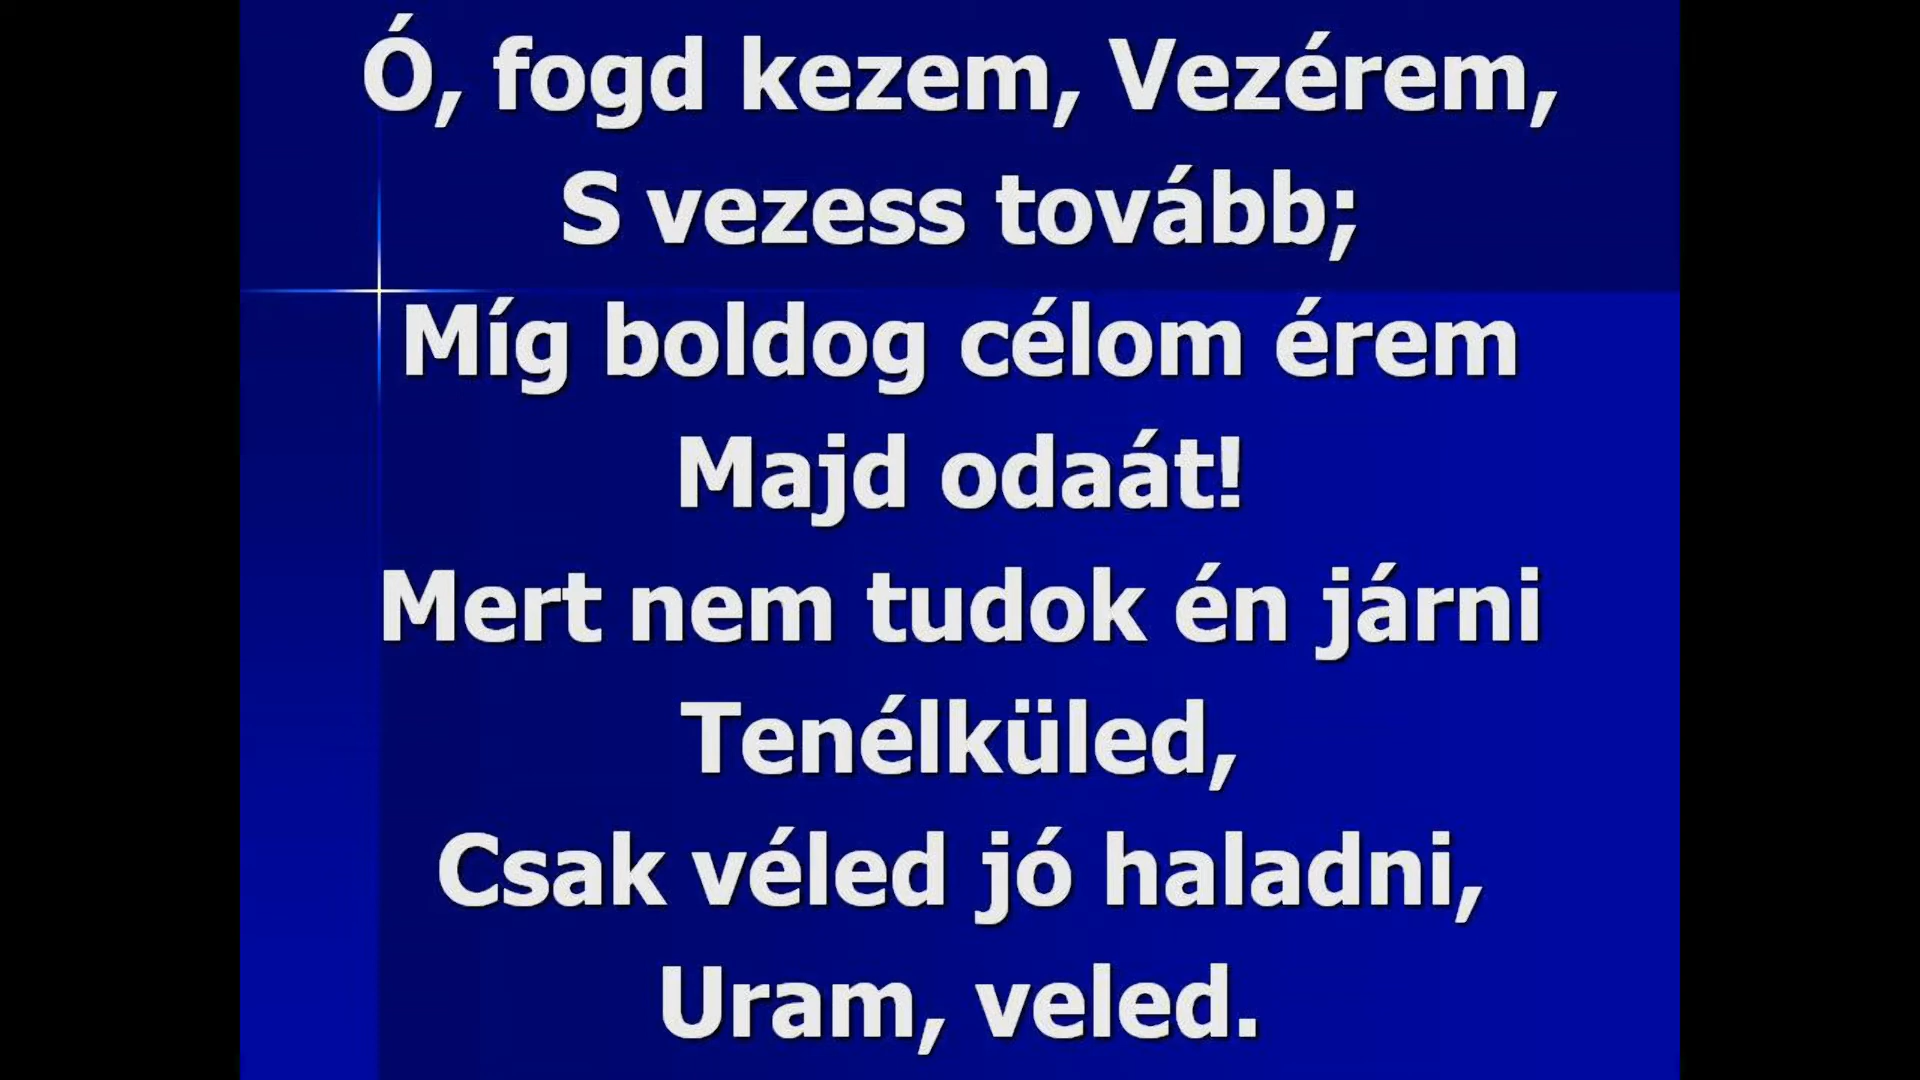 Ó, fogd kezem, Vezérem,
S vezess tovább;
Míg boldog célom érem
Majd odaát!
Mert nem tudok én járni
Tenélküled,
Csak véled jó haladni,
Uram, veled.